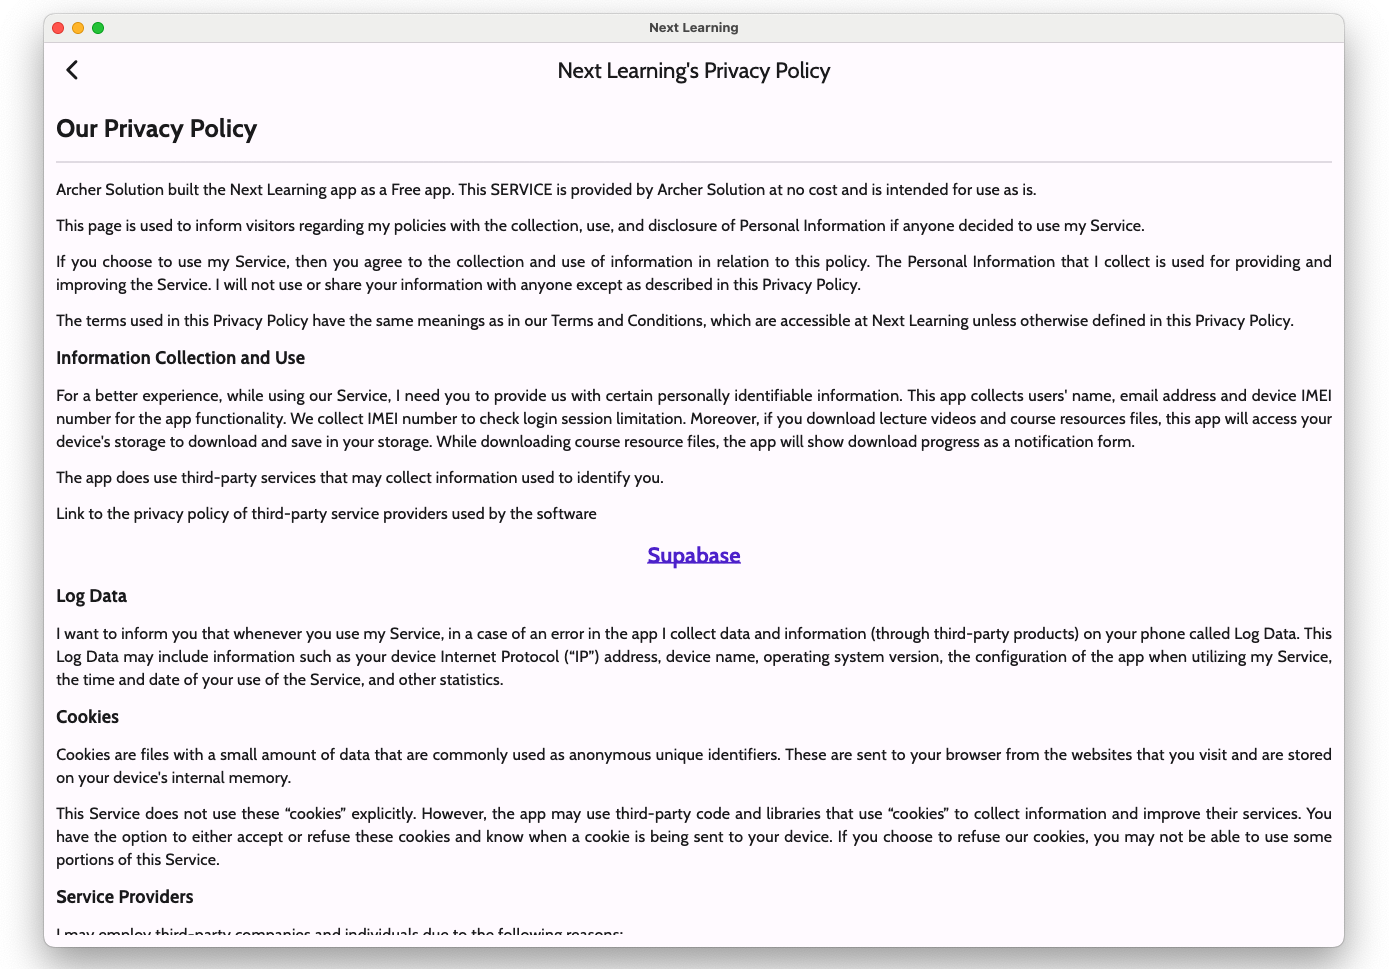 Next Learning
Next Learning's Privacy Policy
Our Privacy Policy
Archer Solution built the Next Learning app as a Free app. This SERVICE is provided by Archer Solution at no cost and is intended for use as is.
This page is used to inform visitors regarding my policies with the collection, use, and disclosure of Personal Information if anyone decided to use my Service.
If you choose to use my Service, then you agree to the collection and use of information in relation to this policy. The Personal Information that I collect is used for providing and
improving the Service. I will not use or share your information with anyone except as described in this Privacy Policy.
The terms used in this Privacy Policy have the same meanings as in our Terms and Conditions, which are accessible at Next Learning unless otherwise defined in this Privacy Policy.
Information Collection and Use
For a better experience, while using our Service, I need you to provide us with certain personally identifiable information. This app collects users' name, email address and device IMEI
number for the app functionality. We collect IMEI number to check login session limitation. Moreover, if you download lecture videos and course resources files, this app will access your
device's storage to download and save in your storage. While downloading course resource files, the app will show download progress as a notification form.
The app does use third-party services that may collect information used to identify you.
Link to the privacy policy of third-party service providers used by the software
Supabase
Log Data
I want to inform you that whenever you use my Service, in a case of an error in the app I collect data and information (through third-party products) on your phone called Log Data. This
Log Data may include information such as your device Internet Protocol (“IP”) address, device name, operating system version, the configuration of the app when utilizing my Service,
the time and date of your use of the Service, and other statistics.
Cookies
Cookies are files with a small amount of data that are commonly used as anonymous unique identifiers. These are sent to your browser from the websites that you visit and are stored
on your device's internal memory.
This Service does not use these “cookies” explicitly. However, the app may use third-party code and libraries that use “cookies” to collect information and improve their services. You
have the option to either accept or refuse these cookies and know when a cookie is being sent to your device. If you choose to refuse our cookies, you may not be able to use some
portions of this Service.
Service Providers
I may employ third-party companies and individuals due to the following reasons: